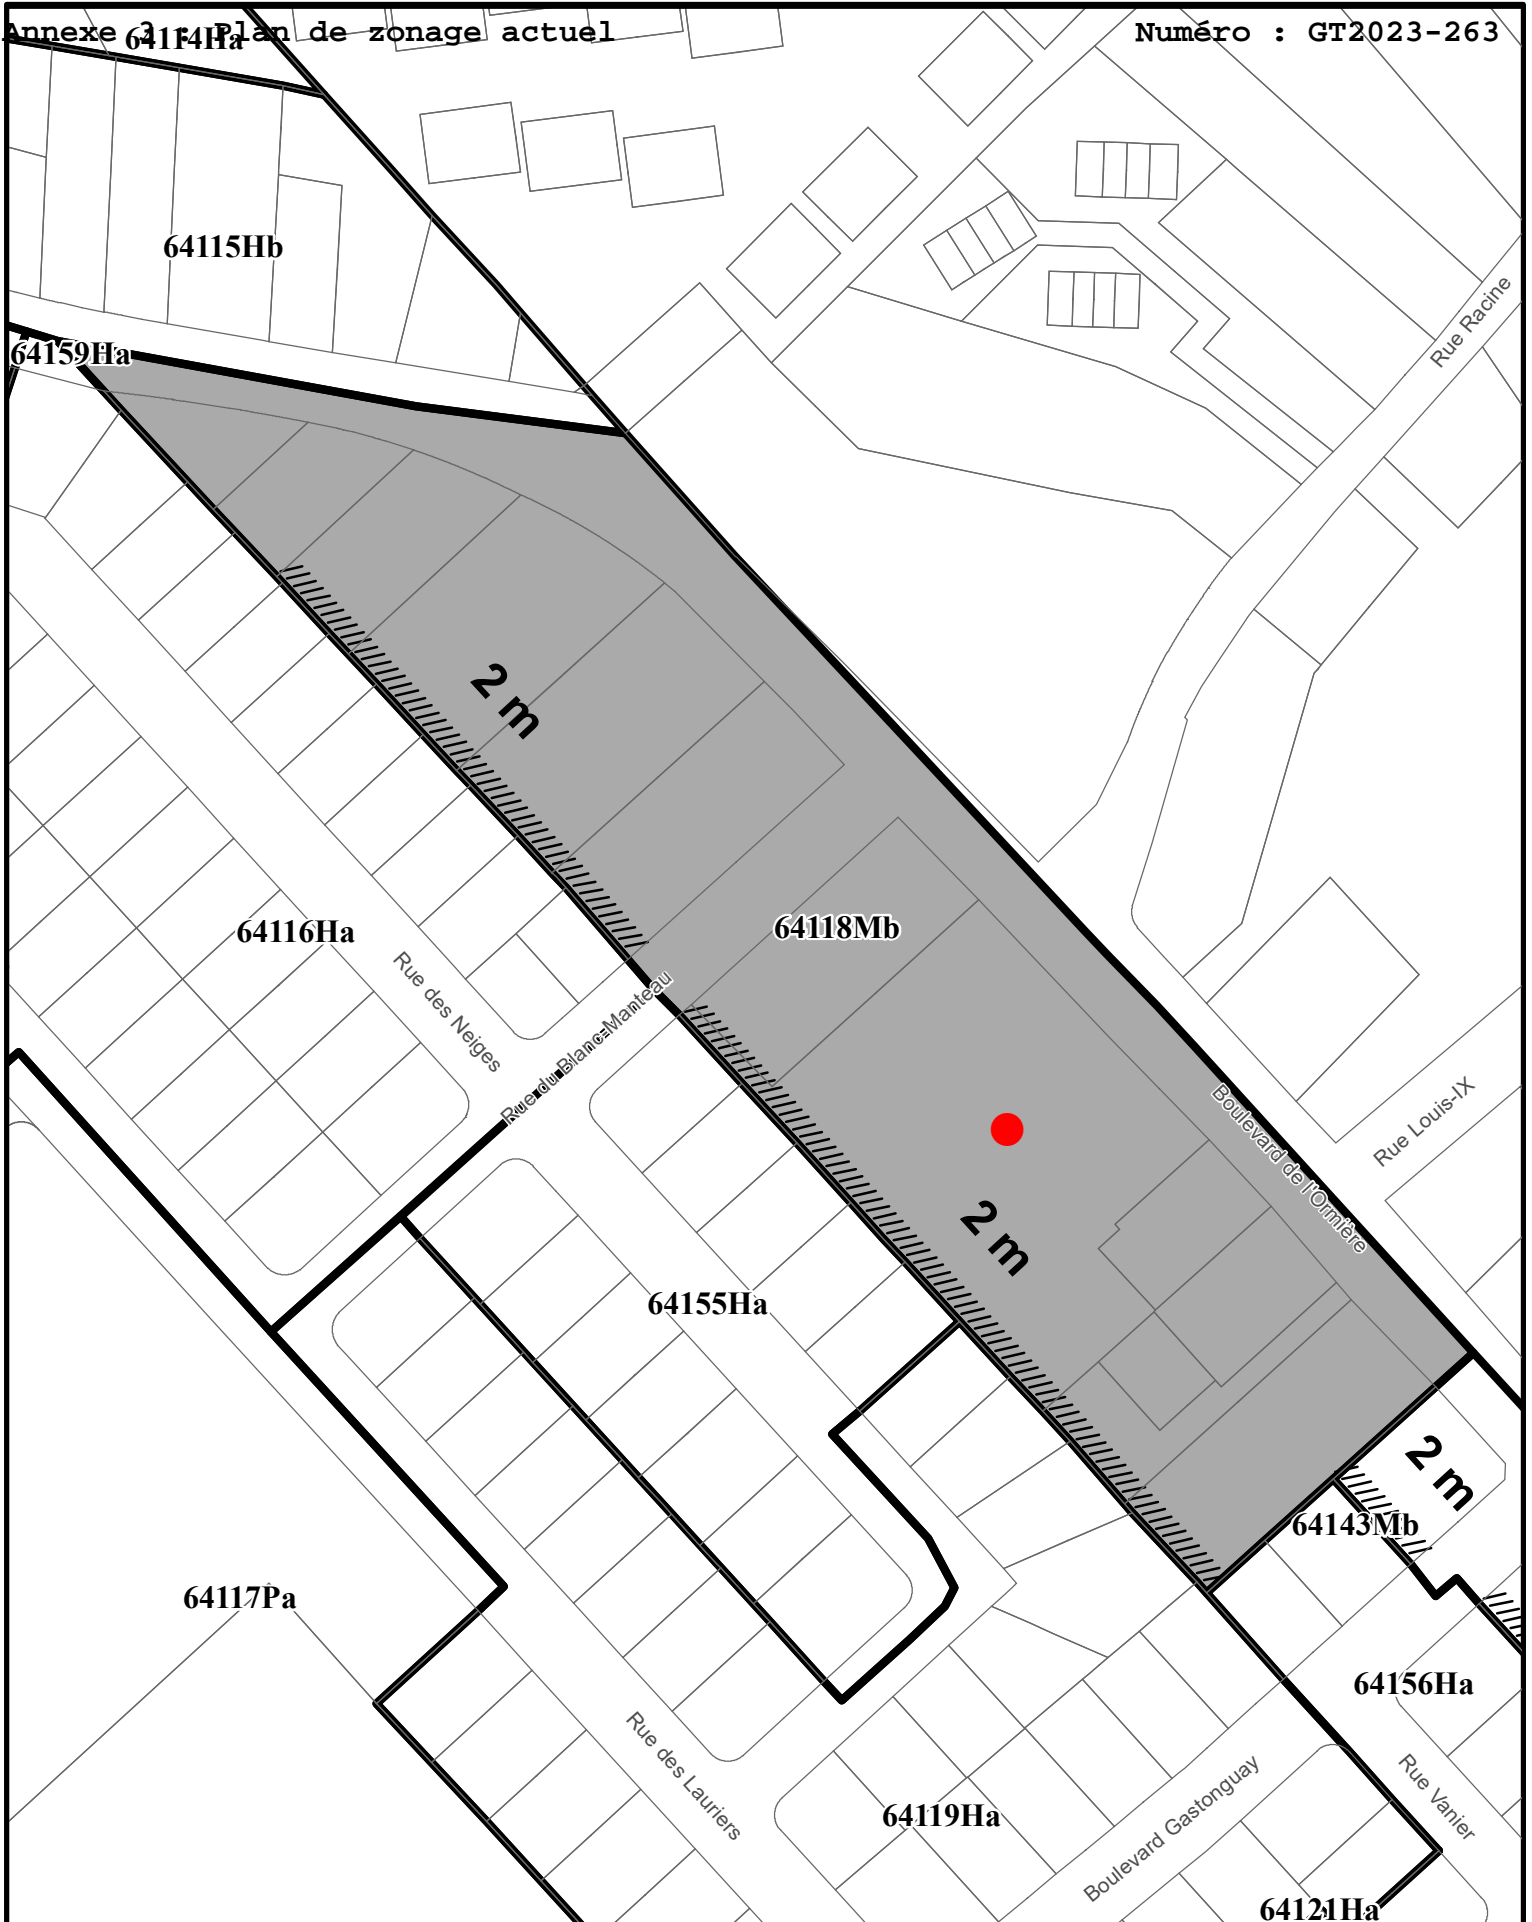 Annexe 2 : Plan de zonage actuel
Numéro : GT2023-263
64114Ha
64115Hb
Rue Racine
64159Ha
2 m
64118Mb
64116Ha
Rue des Neiges
Rue du Blanc-Manteau
Boulevard de l'Ormière
Rue Louis-IX
2 m
64155Ha
2 m
64143Mb
64117Pa
64156Ha
Rue des Lauriers
Rue Vanier
64119Ha
Boulevard Gastonguay
64121Ha